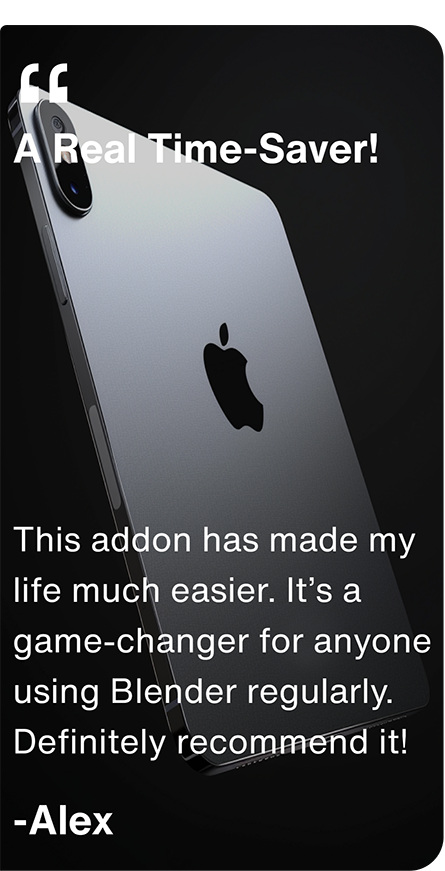 “
A Real Time-Saver!
This addon has made my
life much easier. It’s a
game-changer for anyone
using Blender regularly.
Definitely recommend it!
-Alex